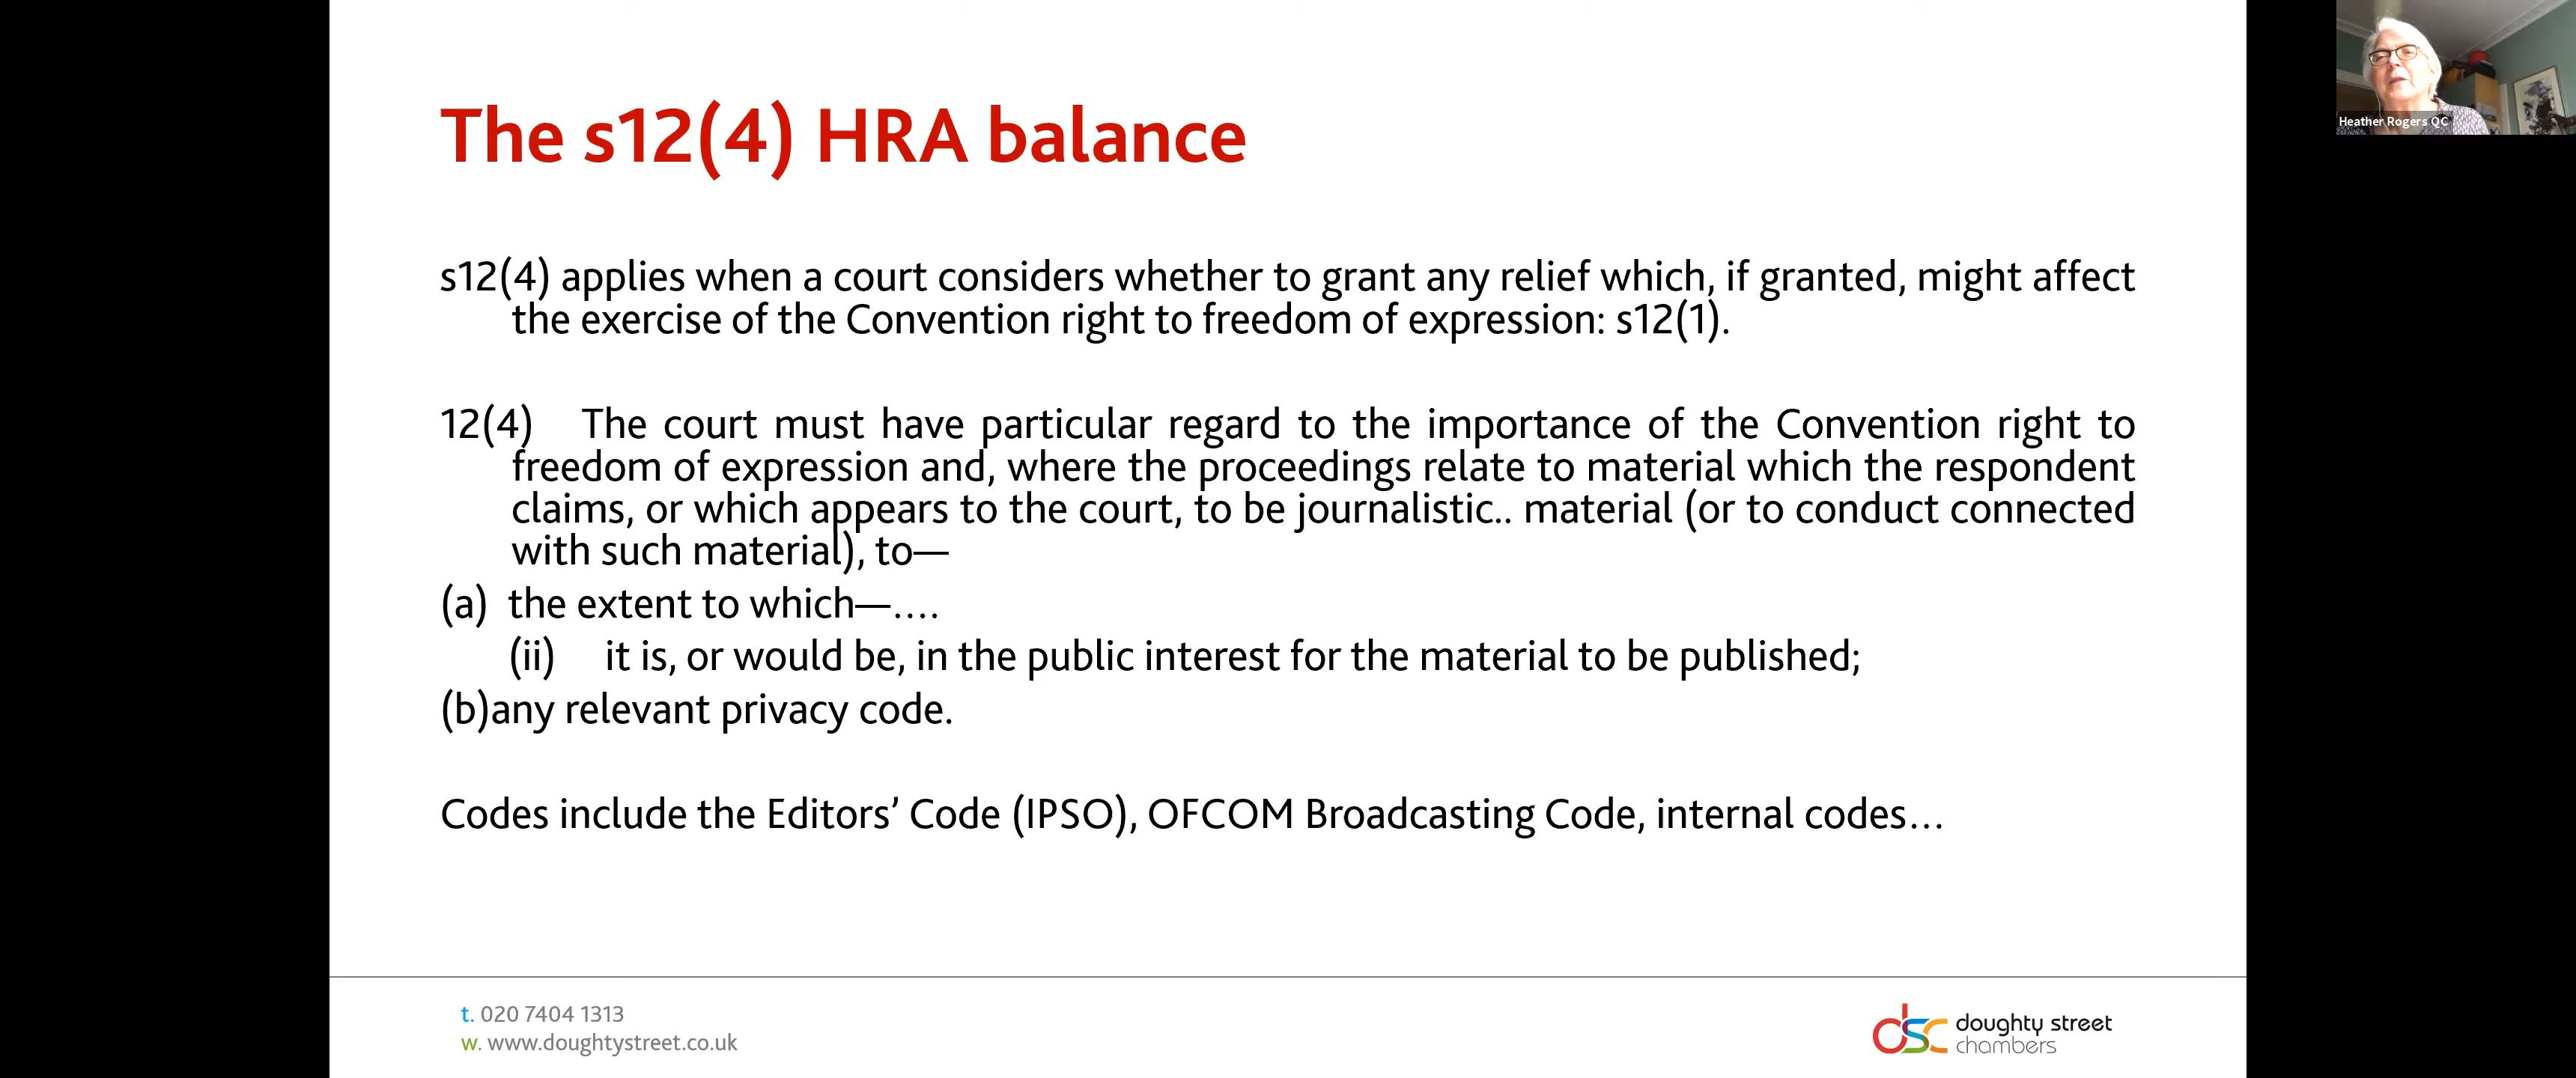 The s12(4) HRA balance
s12(4) applies when a court considers whether to grant any relief which, if granted, might affect
the exercise of the Convention right to freedom of expression: s12(1).
12(4) The court must have particular regard to the importance of the Convention right to
freedom of expression and, where the proceedings relate to material which the respondent
claims, or which appears to the court, to be journalistic.. material (or to conduct connected
with such material), to—
(a) the extent to which—....
(ii) it is, or would be, in the public interest for the material to be published;
(b)any relevant privacy code.
Codes include the Editors’ Code (IPSO), OFCOM Broadcasting Code, internal codes…
t. 020 7404 1313
w. www.doughtystreet.co.uk
dsc doughty street
chambers
Heather Rogers QC